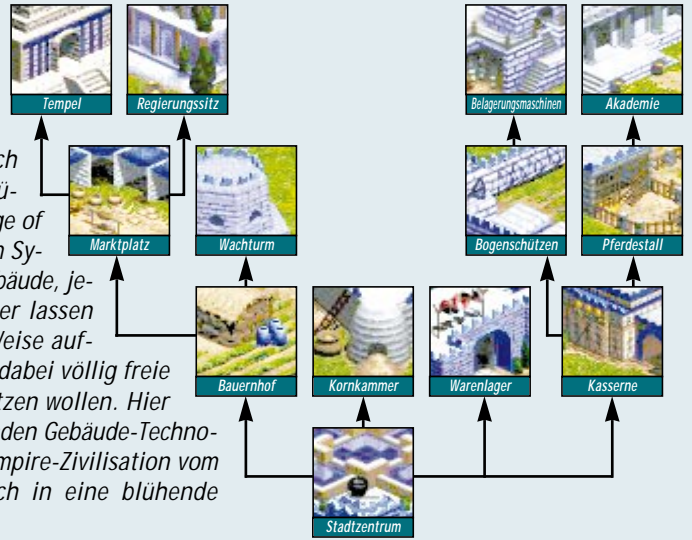 Tempel
Regierungssitz
Belagerungsmaschinen
Akademie
Marktplatz
Wachturm
Bogenschützen
Pferdestall
Bauernhof
Kornkammer
Warenlager
Kaserne
Stadtzentrum
ch
ü-
ge of
n Sy-
bäude, je-
er lassen
Weise auf-
dabei völlig freie
tzen wollen. Hier
den Gebäude-Techno-
mpire-Zivilisation vom
ch in eine blühende